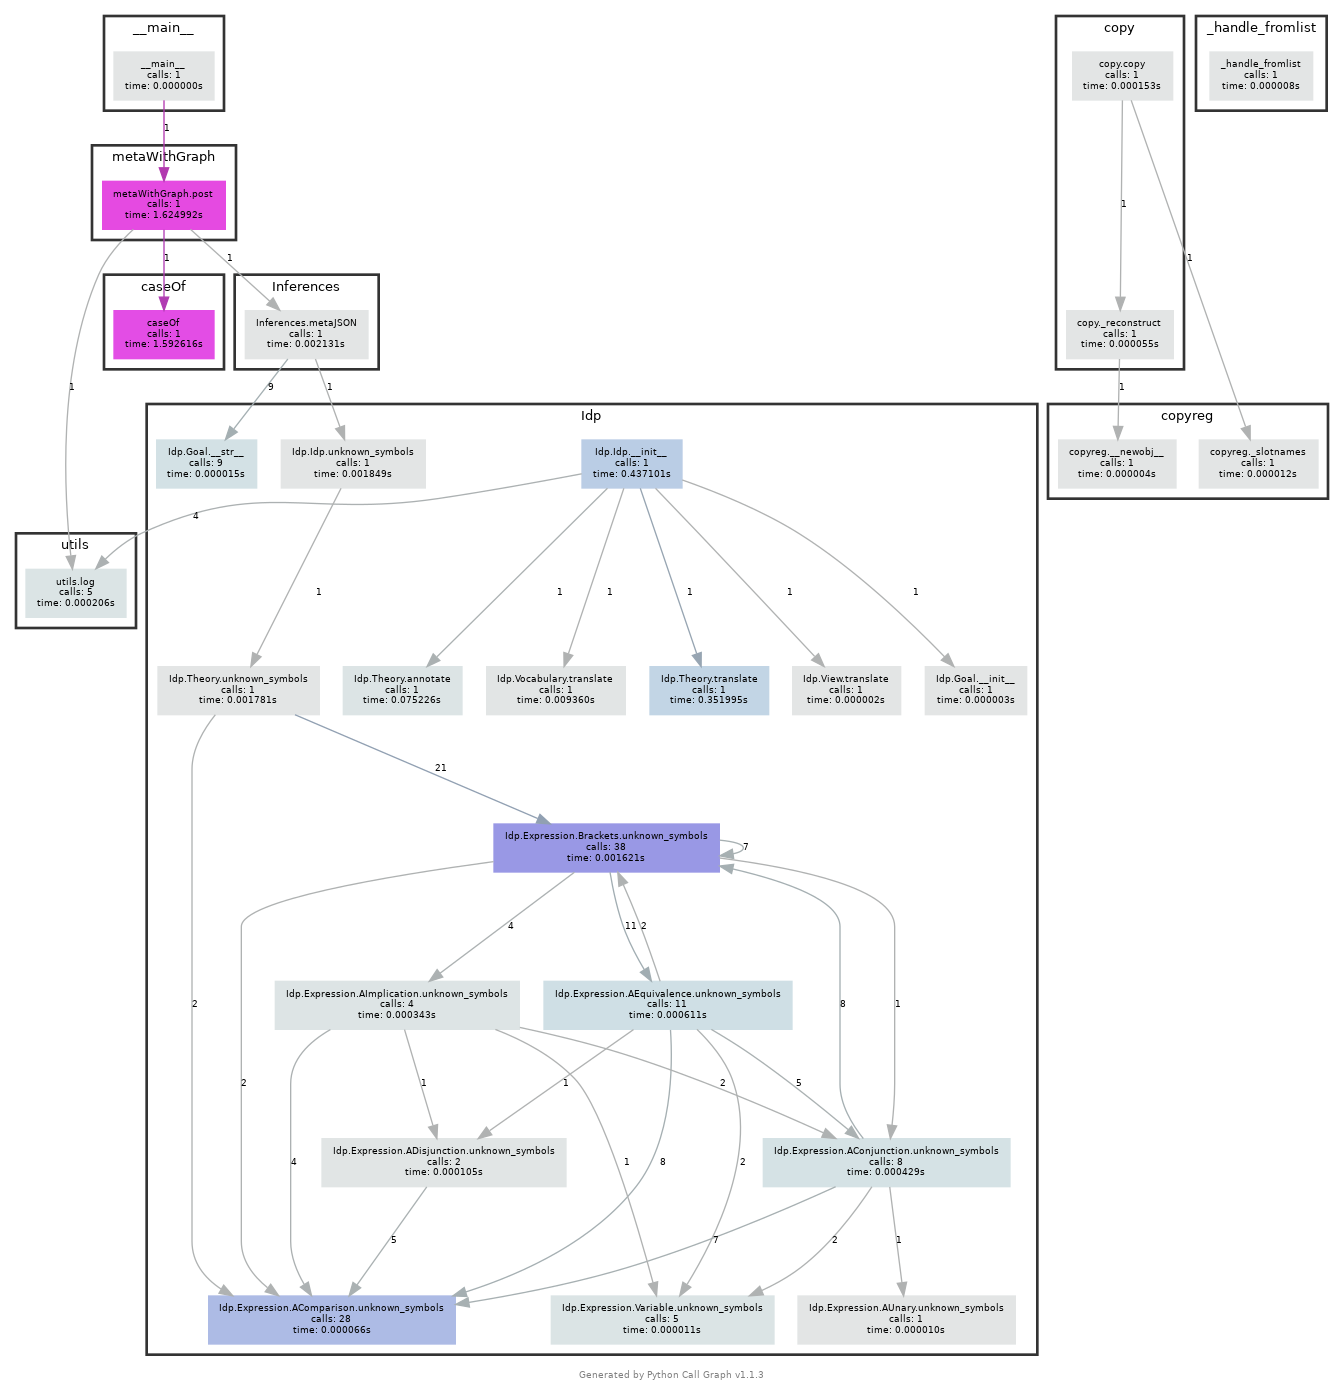 __main__
__main__
calls: 1
time: 0.000000s
1
metaWithGraph
metaWithGraph.post
calls: 1
time: 1.624992s
1
1
1
caseOf
caseOf
calls: 1
time: 1.592616s
Inferences
Inferences.metaJSON
calls: 1
time: 0.002131s
9
1
copy
copy.copy
calls: 1
time: 0.000153s
1
1
copy._reconstruct
calls: 1
time: 0.000055s
1
_handle_fromlist
_handle_fromlist
calls: 1
time: 0.000008s
copyreg
copyreg.__newobj__
calls: 1
time: 0.000004s
copyreg._slotnames
calls: 1
time: 0.000012s
Idp
Idp.Goal.__str__
calls: 9
time: 0.000015s
Idp.Idp.unknown_symbols
calls: 1
time: 0.001849s
Idp.Idp.__init__
calls: 1
time: 0.437101s
4
utils
utils.log
calls: 5
time: 0.000206s
1
1
1
1
1
1
Idp.Theory.unknown_symbols
calls: 1
time: 0.001781s
Idp.Theory.annotate
calls: 1
time: 0.075226s
Idp.Vocabulary.translate
calls: 1
time: 0.009360s
Idp.Theory.translate
calls: 1
time: 0.351995s
Idp.View.translate
calls: 1
time: 0.000002s
Idp.Goal.__init__
calls: 1
time: 0.000003s
21
Idp.Expression.Brackets.unknown_symbols
calls: 38
time: 0.001621s
7
4
11
2
Idp.Expression.AImplication.unknown_symbols
calls: 4
time: 0.000343s
Idp.Expression.AEquivalence.unknown_symbols
calls: 11
time: 0.000611s
2
8
1
2
1
1
2
5
Idp.Expression.ADisjunction.unknown_symbols
calls: 2
time: 0.000105s
Idp.Expression.AConjunction.unknown_symbols
calls: 8
time: 0.000429s
4
1
8
2
5
7
2
1
Idp.Expression.AComparison.unknown_symbols
calls: 28
time: 0.000066s
Idp.Expression.Variable.unknown_symbols
calls: 5
time: 0.000011s
Idp.Expression.AUnary.unknown_symbols
calls: 1
time: 0.000010s
Generated by Python Call Graph v1.1.3